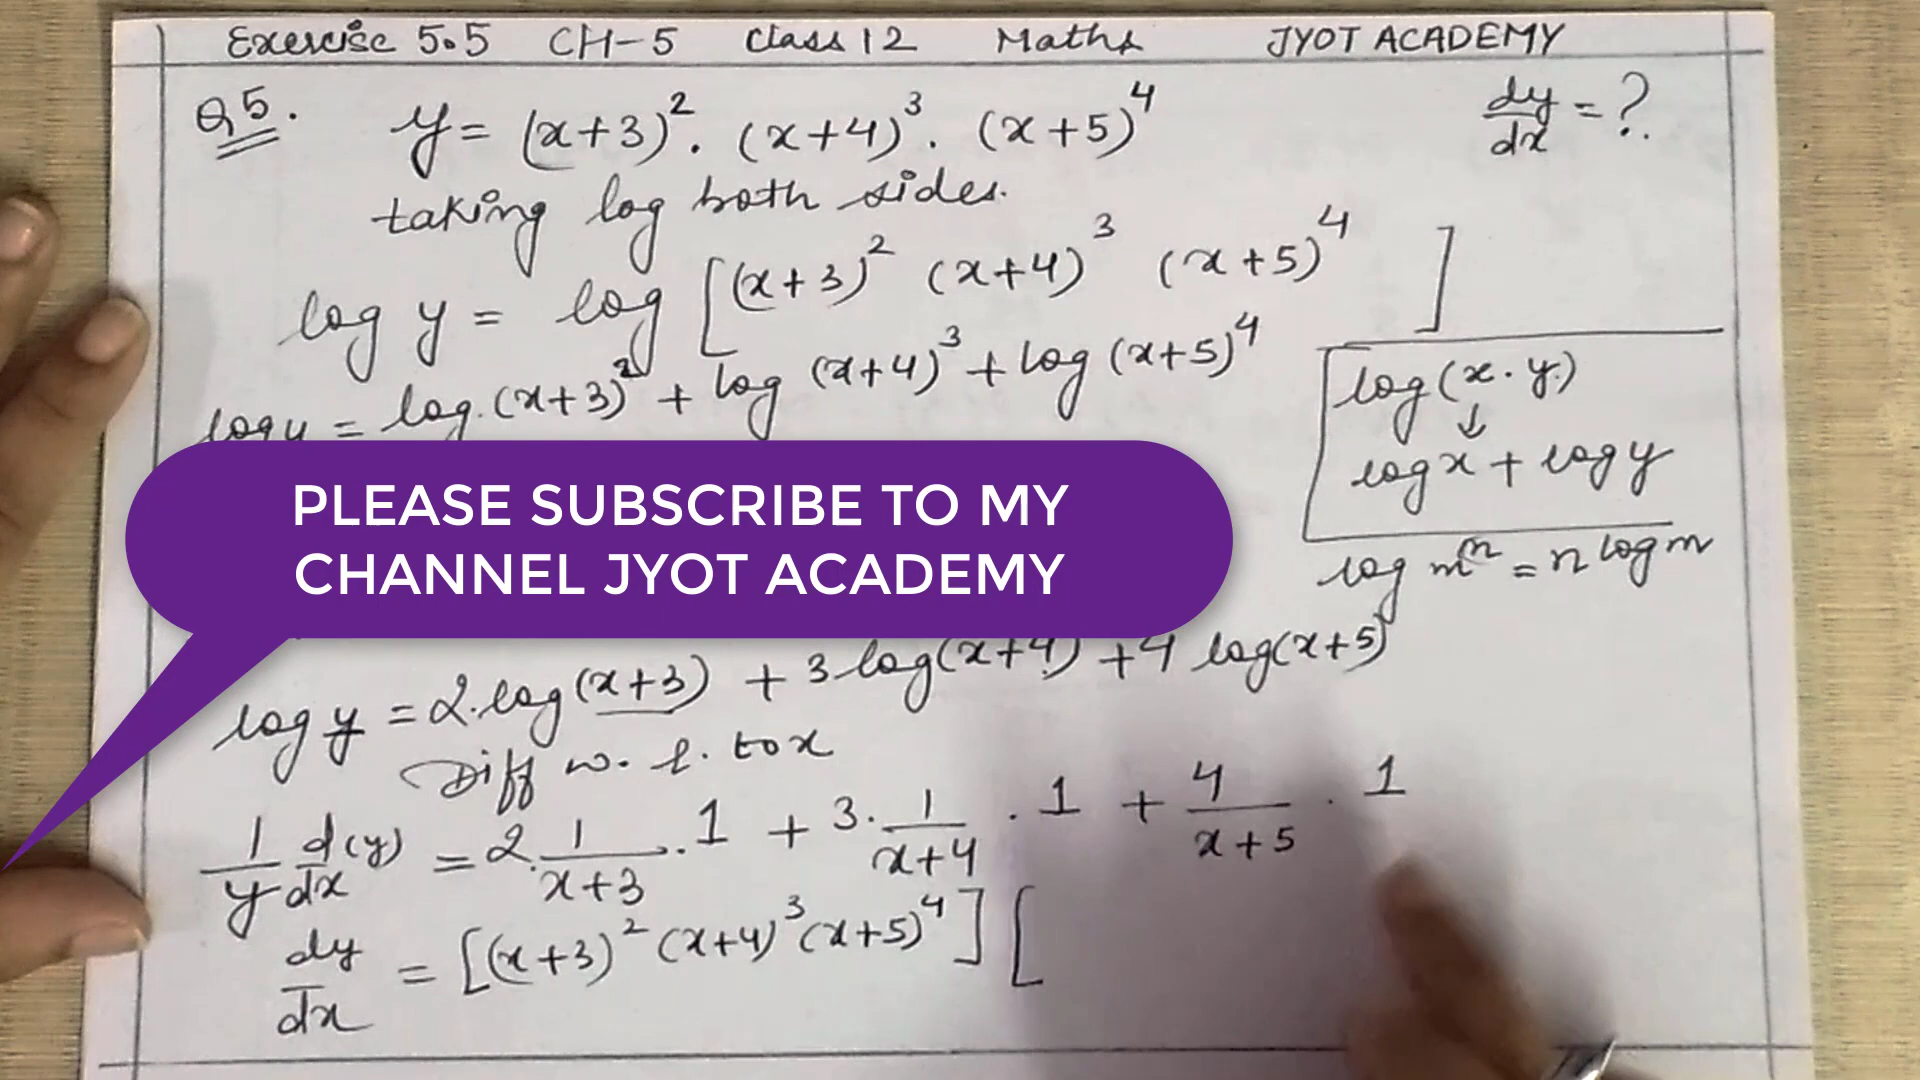 Exercise 5.5 CH-5 Class 12 Maths JYOT ACADEMY
Q5. y = (x+3)². (x+4)³. (x+5)⁴ dy/dx = ?
taking log both sides.
log y = log [(x+3)² (x+4)³ (x+5)⁴]
log y = log.(x+3)² + log (x+4)³ + log (x+5)⁴
log(x.y)
↓
log x + log y
log mⁿ = n log m
PLEASE SUBSCRIBE TO MY
CHANNEL JYOT ACADEMY
log y = 2.log(x+3) + 3 log(x+4) + 4 log(x+5)
Diff w.r. to x
1/y d/dx (y) = 2. 1/x+3 . 1 + 3. 1/x+4 . 1 + 4/x+5 . 1
dy/dx = [(x+3)² (x+4)³ (x+5)⁴] [